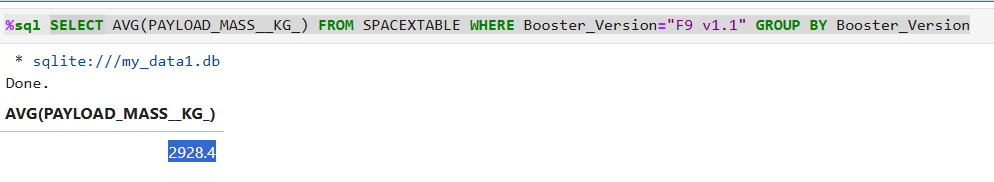 %sql SELECT AVG(PAYLOAD_MASS__KG_) FROM SPACEXTABLE WHERE Booster_Version="F9 v1.1" GROUP BY Booster_Version
* sqlite:///my_data1.db
Done.
AVG(PAYLOAD_MASS__KG_)
2928.4